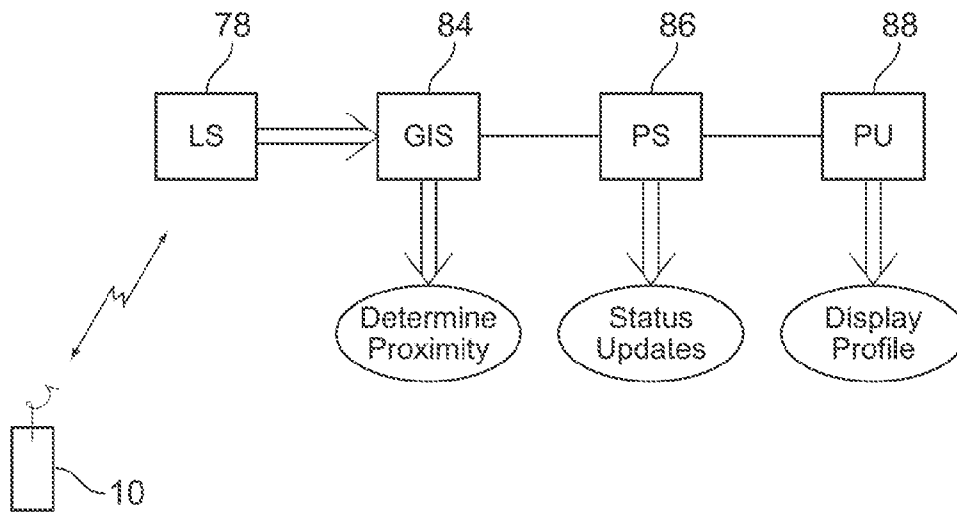 78 84 86 88
LS GIS PS PU
Determine Proximity
Status Updates
Display Profile
10